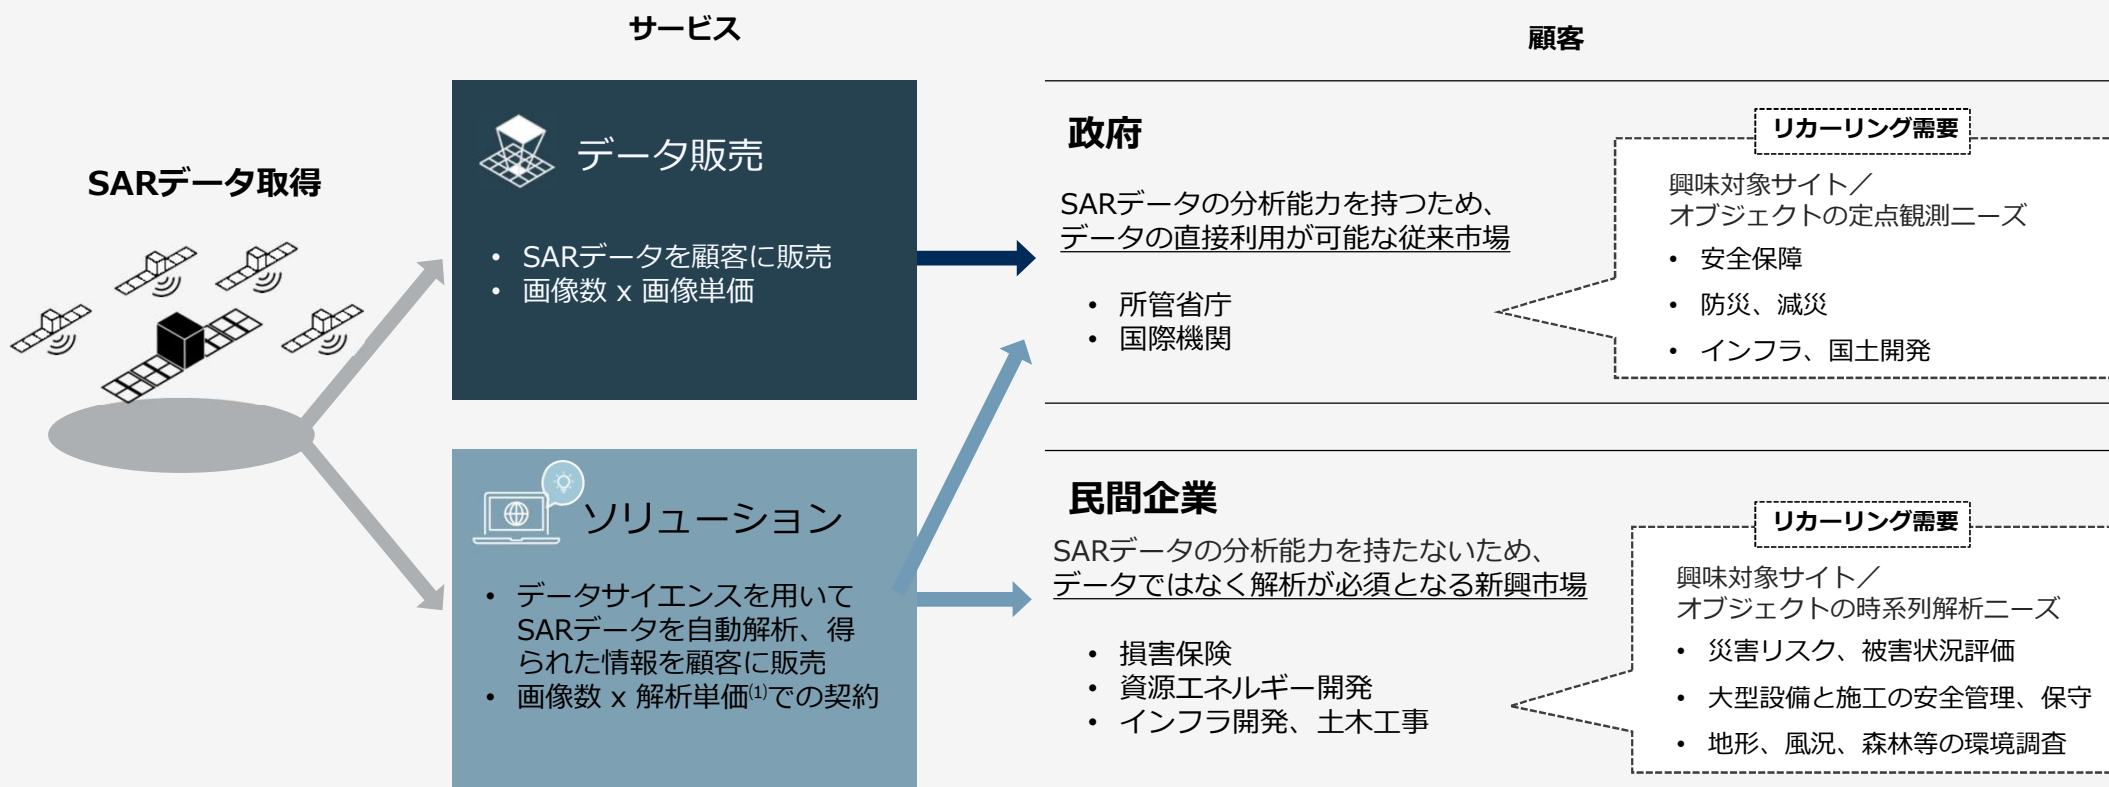 サービス
顧客
SARデータ取得
データ販売
• SARデータを顧客に販売
• 画像数 x 画像単価
ソリューション
• データサイエンスを用いて
SARデータを自動解析、得
られた情報を顧客に販売
• 画像数 x 解析単価(1)での契約
政府
SARデータの分析能力を持つため、
データの直接利用が可能な従来市場
• 所管省庁
• 国際機関
リカーリング需要
興味対象サイト／
オブジェクトの定点観測ニーズ
• 安全保障
• 防災、減災
• インフラ、国土開発
民間企業
SARデータの分析能力を持たないため、
データではなく解析が必須となる新興市場
• 損害保険
• 資源エネルギー開発
• インフラ開発、土木工事
リカーリング需要
興味対象サイト／
オブジェクトの時系列解析ニーズ
• 災害リスク、被害状況評価
• 大型設備と施工の安全管理、保守
• 地形、風況、森林等の環境調査